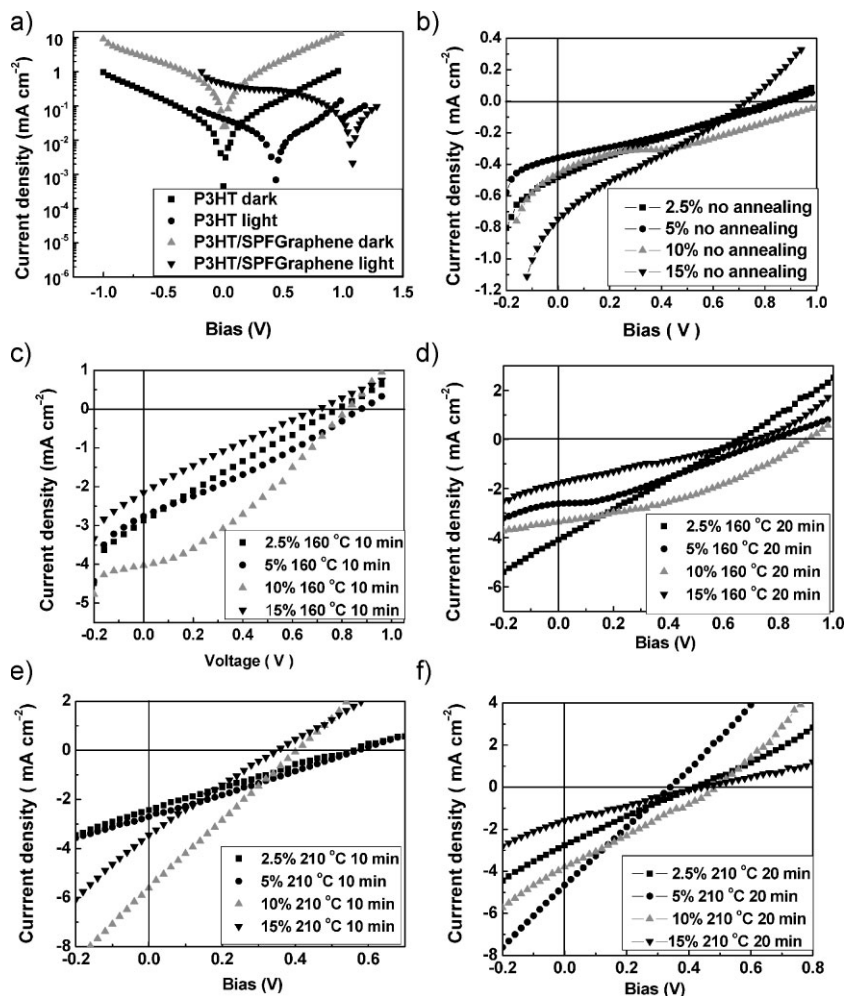 a)
Current density (mA cm⁻²)
10
10⁰
10⁻¹
10⁻²
10⁻³
10⁻⁴
10⁻⁵
10⁻⁶
P3HT dark
P3HT light
P3HT/SPFGraphene dark
P3HT/SPFGraphene light
-1.0 -0.5 0.0 0.5 1.0 1.5
Bias (V)
b)
Currrent density ( mA cm⁻²)
0.4
0.2
0.0
-0.2
-0.4
-0.6
-0.8
-1.0
-1.2
2.5% no annealing
5% no annealing
10% no annealing
15% no annealing
-0.2 0.0 0.2 0.4 0.6 0.8 1.0
Bias ( V )
c)
Current density (mA cm⁻²)
1
0
-1
-2
-3
-4
-5
2.5% 160 °C 10 min
5% 160 °C 10 min
10% 160 °C 10 min
15% 160 °C 10 min
-0.2 0.0 0.2 0.4 0.6 0.8 1.0
Voltage ( V )
d)
Currrent density ( mA cm⁻²)
2
0
-2
-4
-6
2.5% 160 °C 20 min
5% 160 °C 20 min
10% 160 °C 20 min
15% 160 °C 20 min
-0.2 0.0 0.2 0.4 0.6 0.8 1.0
Bias (V)
e)
Currrent density ( mA cm⁻²)
2
0
-2
-4
-6
-8
2.5% 210 °C 10 min
5% 210 °C 10 min
10% 210 °C 10 min
15% 210 °C 10 min
-0.2 0.0 0.2 0.4 0.6
Bias (V)
f)
Currrent density ( mA cm⁻²)
4
2
0
-2
-4
-6
-8
2.5% 210 °C 20 min
5% 210 °C 20 min
10% 210 °C 20 min
15% 210 °C 20 min
-0.2 0.0 0.2 0.4 0.6 0.8
Bias (V)